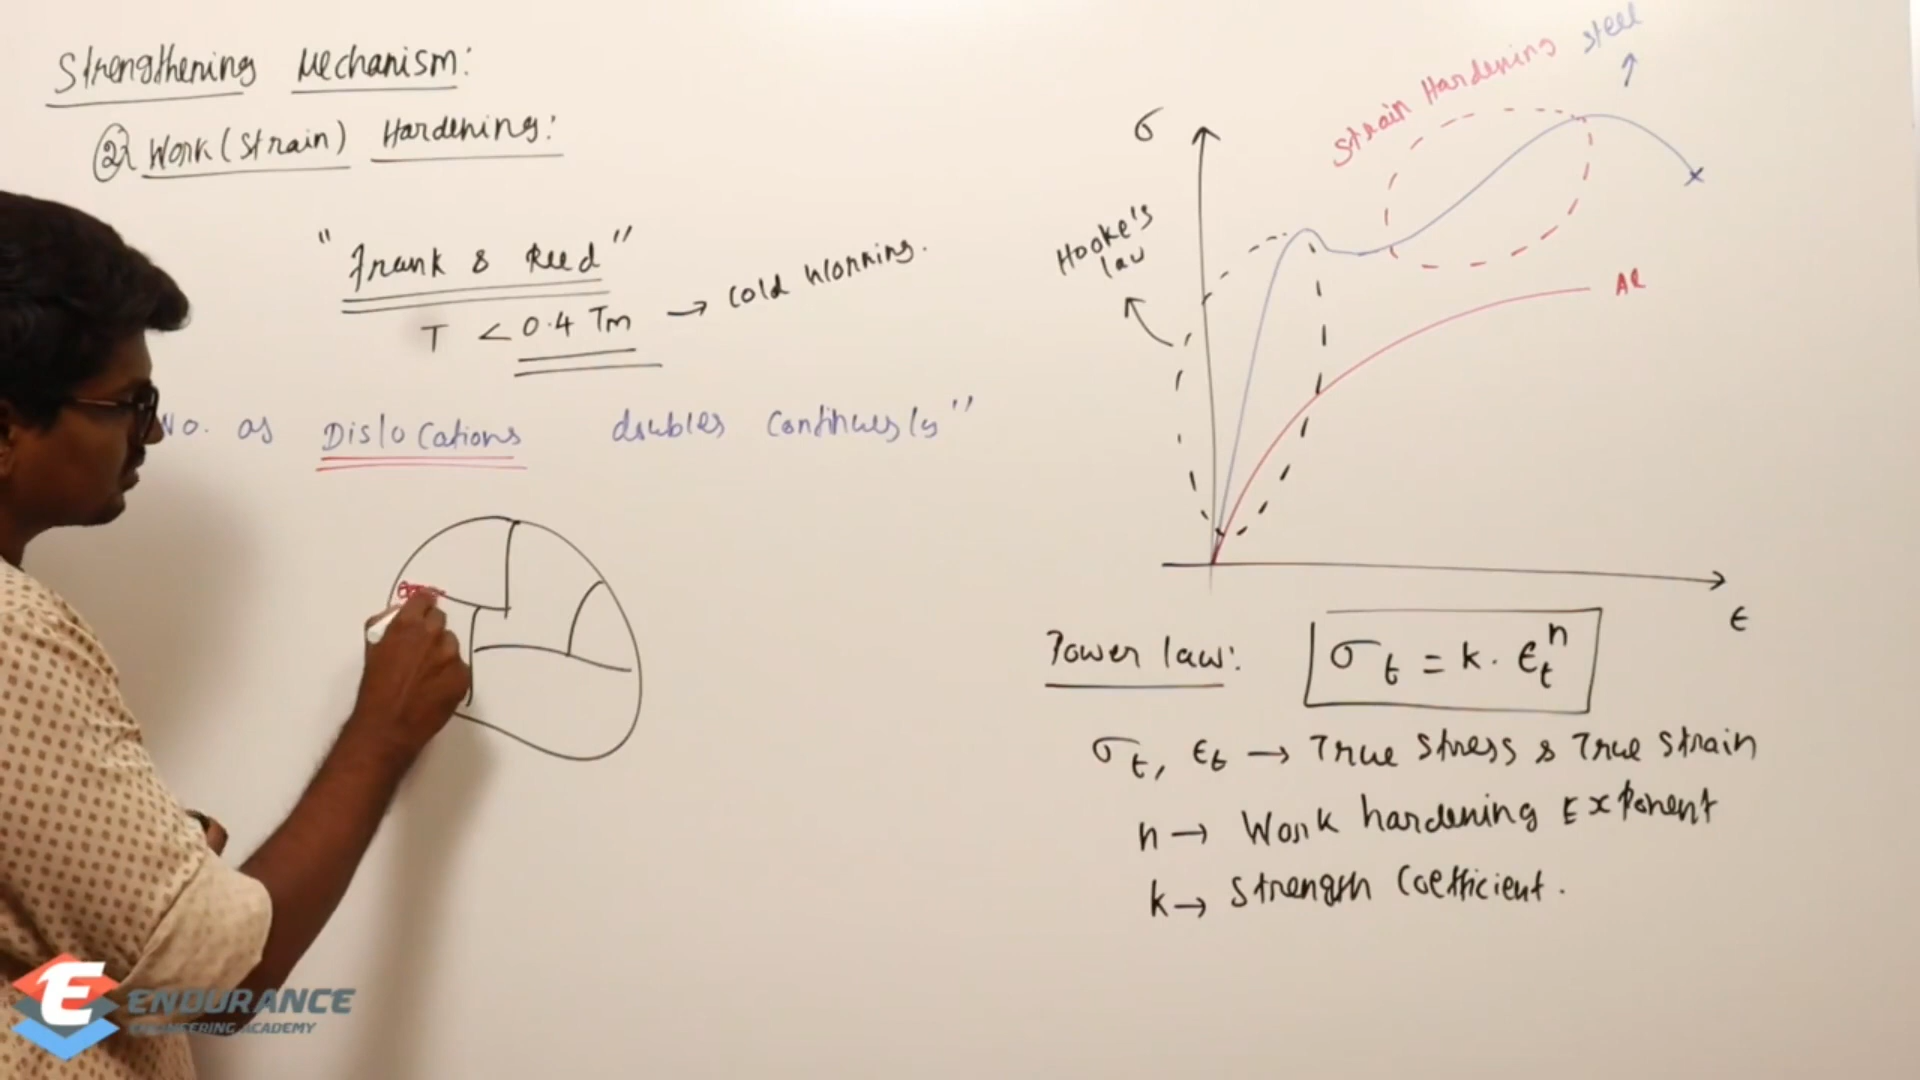 Strengthening Mechanism:
② Work (Strain) Hardening:
"Frank & Reed"
T < 0.4 Tm → Cold Working.
No. as Dislocations doubles Continuesly"
Strain Hardening
steel
σ
Hooke's
law
Al
ϵ
Power law:
σt = k. ϵt^n
σt, ϵt → True Stress & True Strain
n → Work hardening Exponent
k → Strength Coefficient.
E
ENDURANCE
ENGINEERING ACADEMY